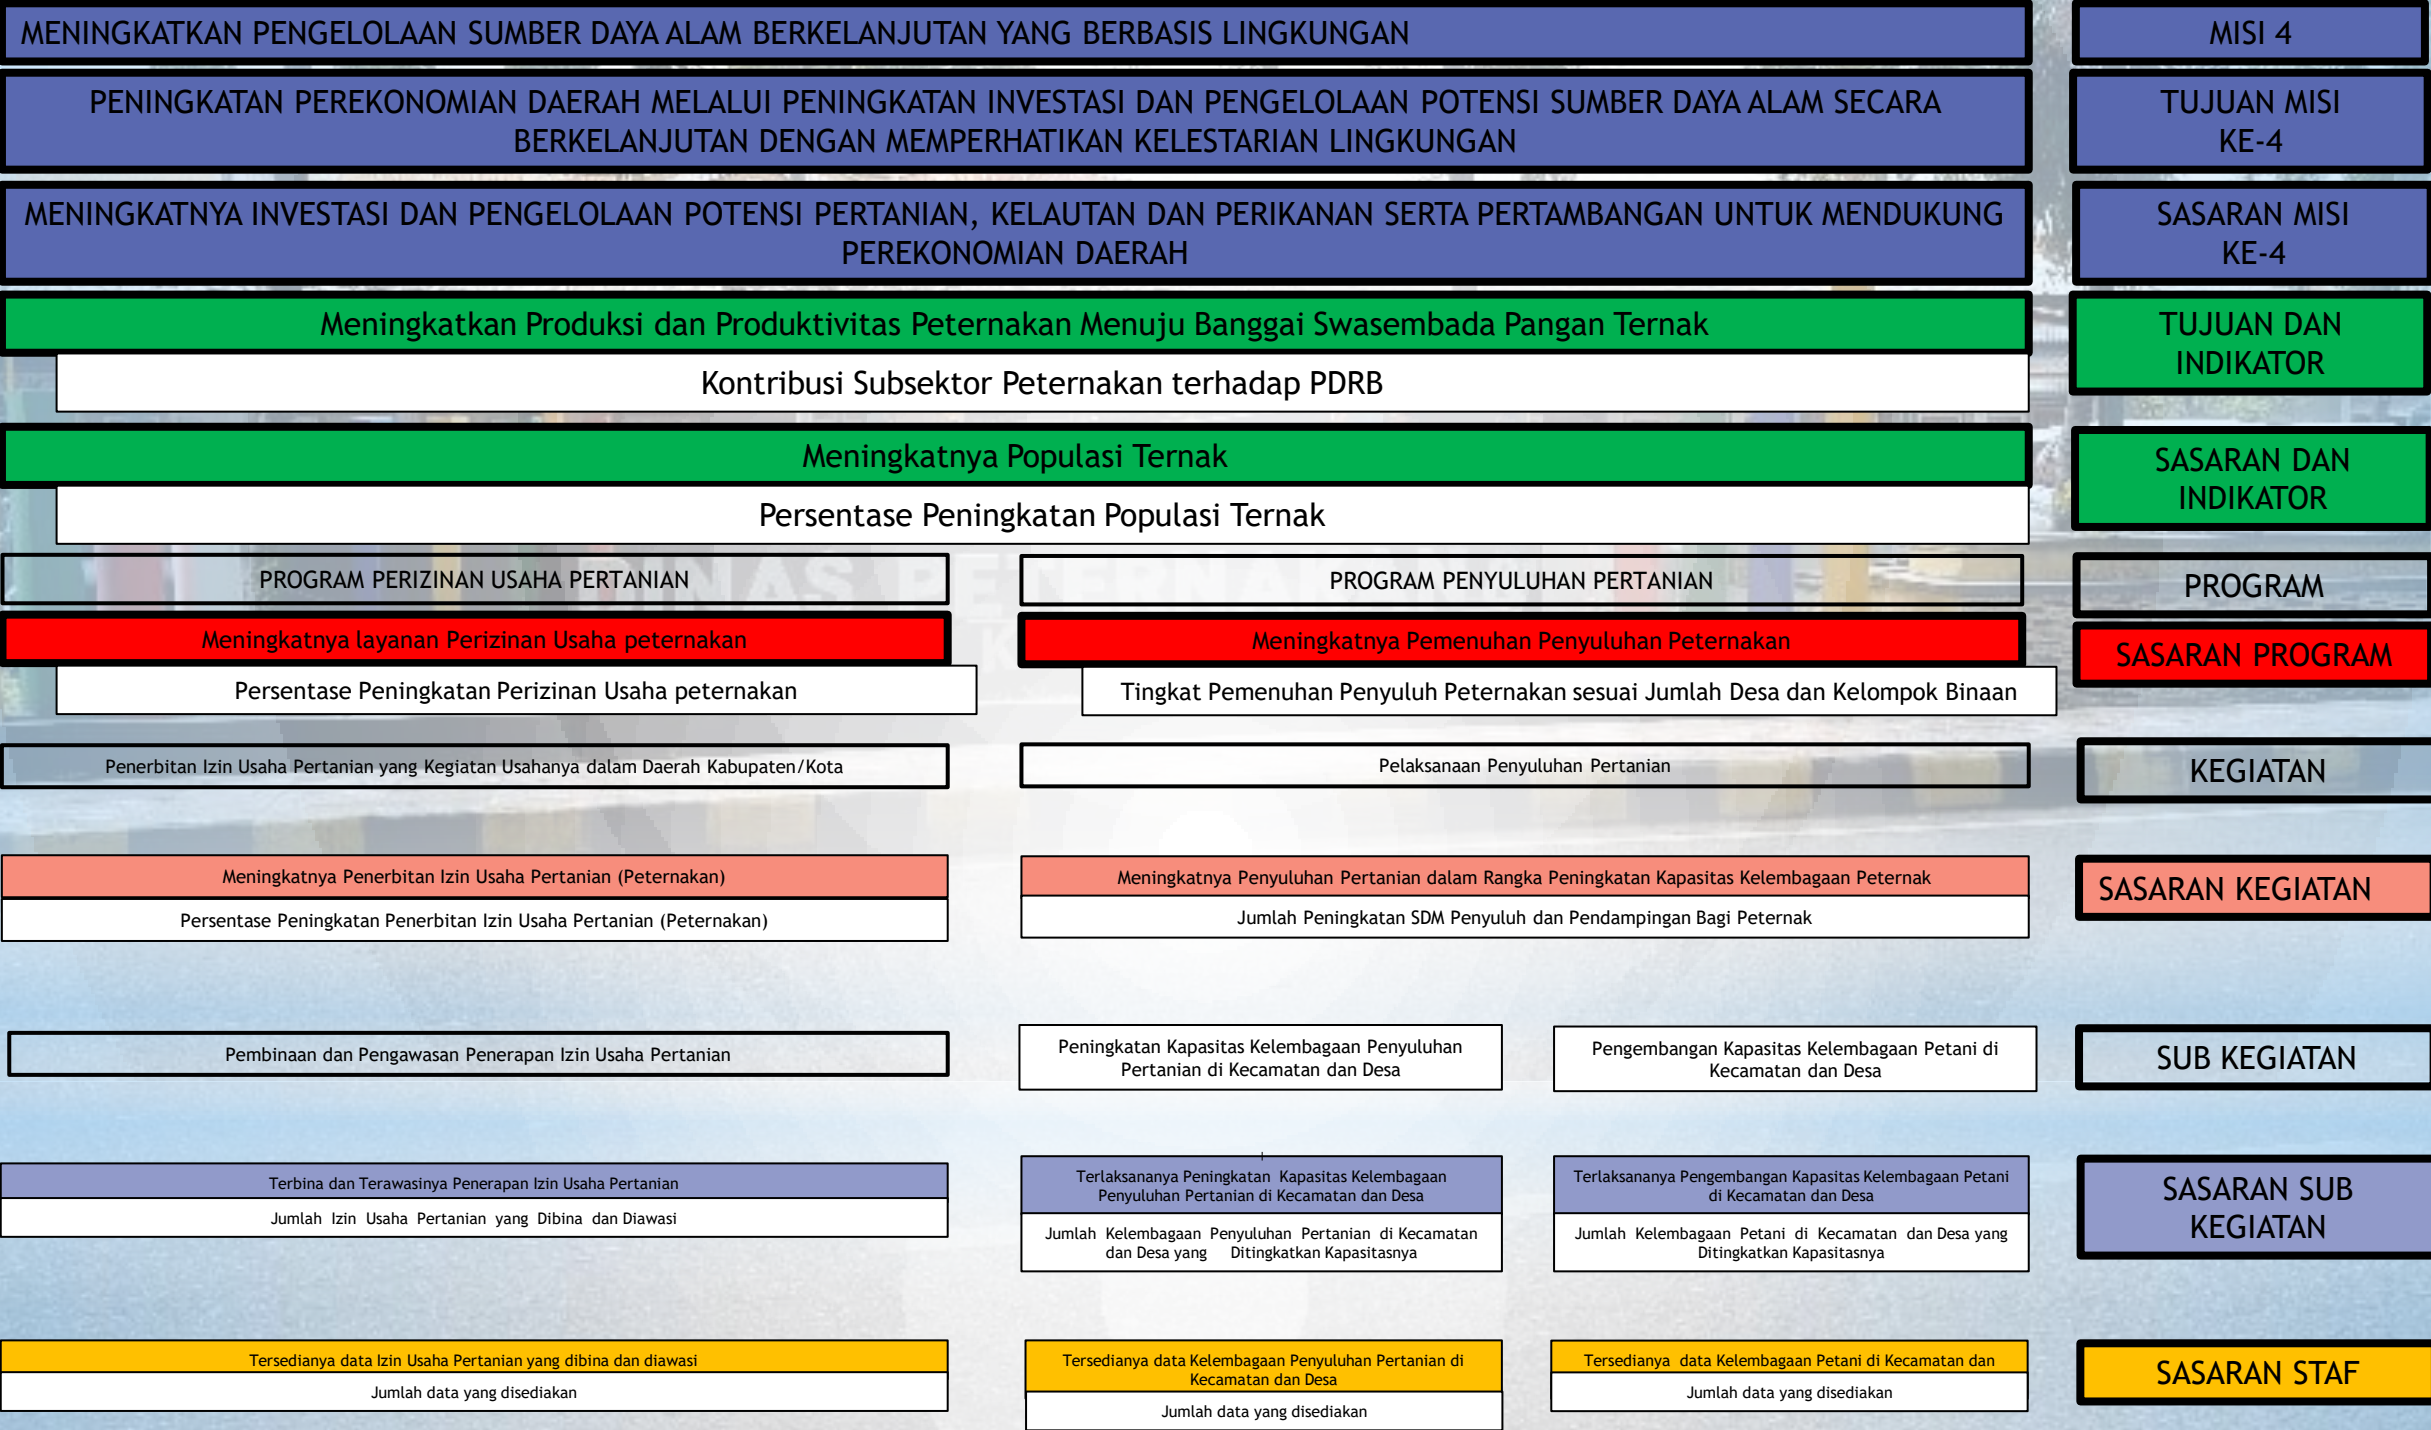 MENINGKATKAN PENGELOLAAN SUMBER DAYA ALAM BERKELANJUTAN YANG BERBASIS LINGKUNGAN
MISI 4
PENINGKATAN PEREKONOMIAN DAERAH MELALUI PENINGKATAN INVESTASI DAN PENGELOLAAN POTENSI SUMBER DAYA ALAM SECARA
BERKELANJUTAN DENGAN MEMPERHATIKAN KELESTARIAN LINGKUNGAN
TUJUAN MISI
KE-4
MENINGKATNYA INVESTASI DAN PENGELOLAAN POTENSI PERTANIAN, KELAUTAN DAN PERIKANAN SERTA PERTAMBANGAN UNTUK MENDUKUNG
PEREKONOMIAN DAERAH
SASARAN MISI
KE-4
Meningkatkan Produksi dan Produktivitas Peternakan Menuju Banggai Swasembada Pangan Ternak
Kontribusi Subsektor Peternakan terhadap PDRB
TUJUAN DAN
INDIKATOR
Meningkatnya Populasi Ternak
Persentase Peningkatan Populasi Ternak
SASARAN DAN
INDIKATOR
DINAS PETERNAKAN
PROGRAM PERIZINAN USAHA PERTANIAN
PROGRAM PENYULUHAN PERTANIAN
PROGRAM
Meningkatnya layanan Perizinan Usaha peternakan
Meningkatnya Pemenuhan Penyuluhan Peternakan
SASARAN PROGRAM
Persentase Peningkatan Perizinan Usaha peternakan
Tingkat Pemenuhan Penyuluh Peternakan sesuai Jumlah Desa dan Kelompok Binaan
Penerbitan Izin Usaha Pertanian yang Kegiatan Usahanya dalam Daerah Kabupaten/Kota
Pelaksanaan Penyuluhan Pertanian
KEGIATAN
Meningkatnya Penerbitan Izin Usaha Pertanian (Peternakan)
Persentase Peningkatan Penerbitan Izin Usaha Pertanian (Peternakan)
Meningkatnya Penyuluhan Pertanian dalam Rangka Peningkatan Kapasitas Kelembagaan Peternak
Jumlah Peningkatan SDM Penyuluh dan Pendampingan Bagi Peternak
SASARAN KEGIATAN
Pembinaan dan Pengawasan Penerapan Izin Usaha Pertanian
Peningkatan Kapasitas Kelembagaan Penyuluhan
Pertanian di Kecamatan dan Desa
Pengembangan Kapasitas Kelembagaan Petani di
Kecamatan dan Desa
SUB KEGIATAN
Terbina dan Terawasinya Penerapan Izin Usaha Pertanian
Jumlah Izin Usaha Pertanian yang Dibina dan Diawasi
Terlaksananya Peningkatan Kapasitas Kelembagaan
Penyuluhan Pertanian di Kecamatan dan Desa
Jumlah Kelembagaan Penyuluhan Pertanian di Kecamatan
dan Desa yang Ditingkatkan Kapasitasnya
Terlaksananya Pengembangan Kapasitas Kelembagaan Petani
di Kecamatan dan Desa
Jumlah Kelembagaan Petani di Kecamatan dan Desa yang
Ditingkatkan Kapasitasnya
SASARAN SUB
KEGIATAN
Tersedianya data Izin Usaha Pertanian yang dibina dan diawasi
Jumlah data yang disediakan
Tersedianya data Kelembagaan Penyuluhan Pertanian di
Kecamatan dan Desa
Jumlah data yang disediakan
Tersedianya data Kelembagaan Petani di Kecamatan dan
Jumlah data yang disediakan
SASARAN STAF